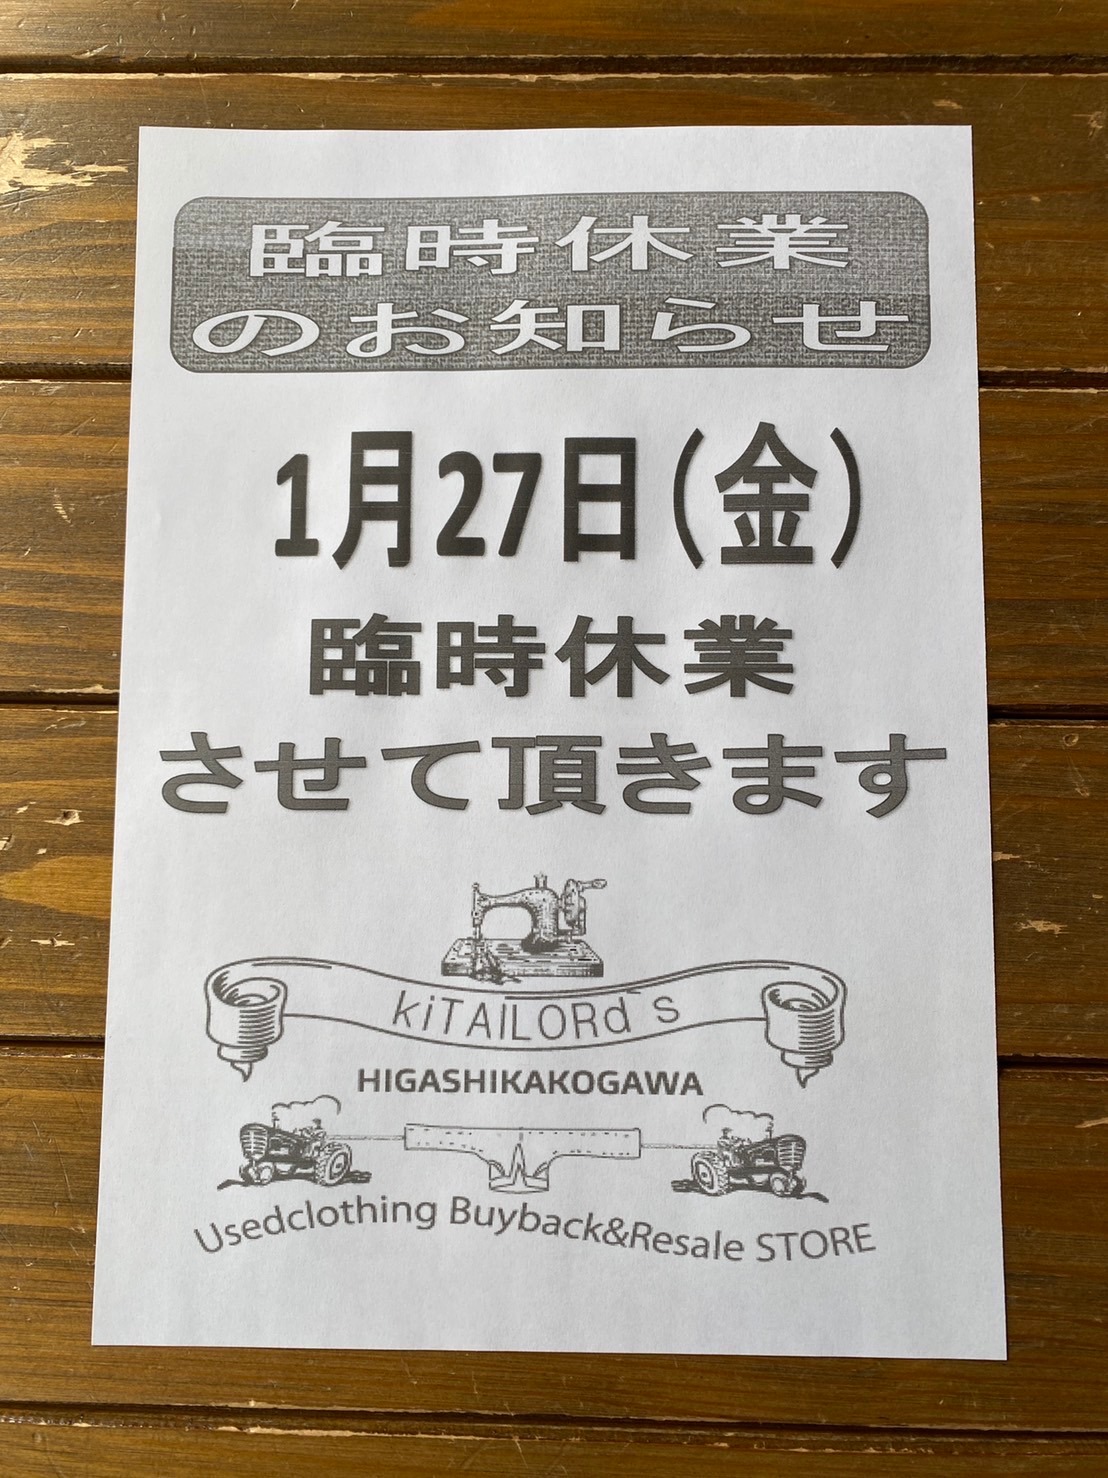 臨時休業
のお知らせ
1月27日(金)
臨時休業
させて頂きます
kiTAILORd`s
HIGASHIKAKOGAWA
Usedclothing Buyback&Resale STORE